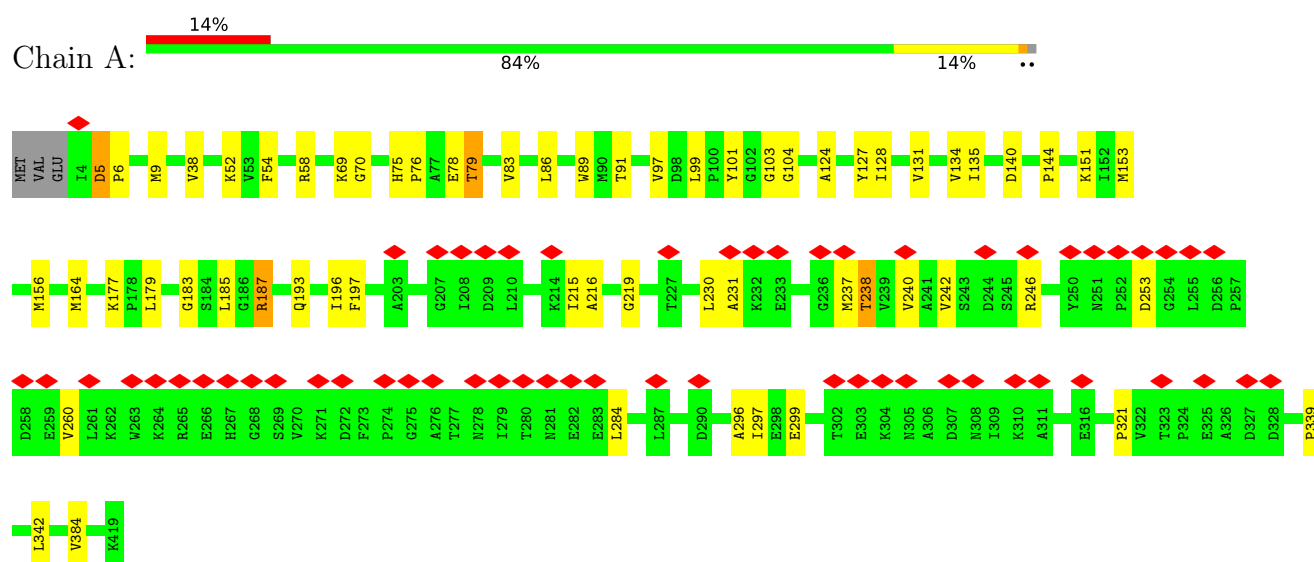 14%
Chain A:
84% 14% ••
MET VAL GLU I4 D5 P6 M9 V38 K52 V53 F54 R58 K69 G70 H75 P76 A77 E78 T79 V83 L86 W89 M90 T91 V97 D98 L99 P100 Y101 G102 G103 G104 A124 Y127 I128 V131 V134 I135 D140 P144 K151 I152 M153
M156 M164 K177 P178 L179 G183 S184 L185 G186 R187 Q193 I196 F197 A203 G207 I208 D209 L210 K214 I215 A216 G219 T227 L230 A231 K232 E233 G236 M237 T238 V239 V240 A241 V242 S243 D244 S245 R246 Y250 N251 P252 D253 G254 L255 D256 P257
D258 E259 V260 L261 K262 W263 K264 R265 E266 H267 G268 S269 V270 K271 D272 F273 P274 G275 A276 T277 N278 I279 T280 N281 E282 E283 L284 L287 D290 A296 I297 E298 E299 T302 E303 K304 N305 A306 D307 N308 I309 K310 A311 E316 P321 V322 T323 P324 E325 A326 D327 D328 P339
L342 V384 K419